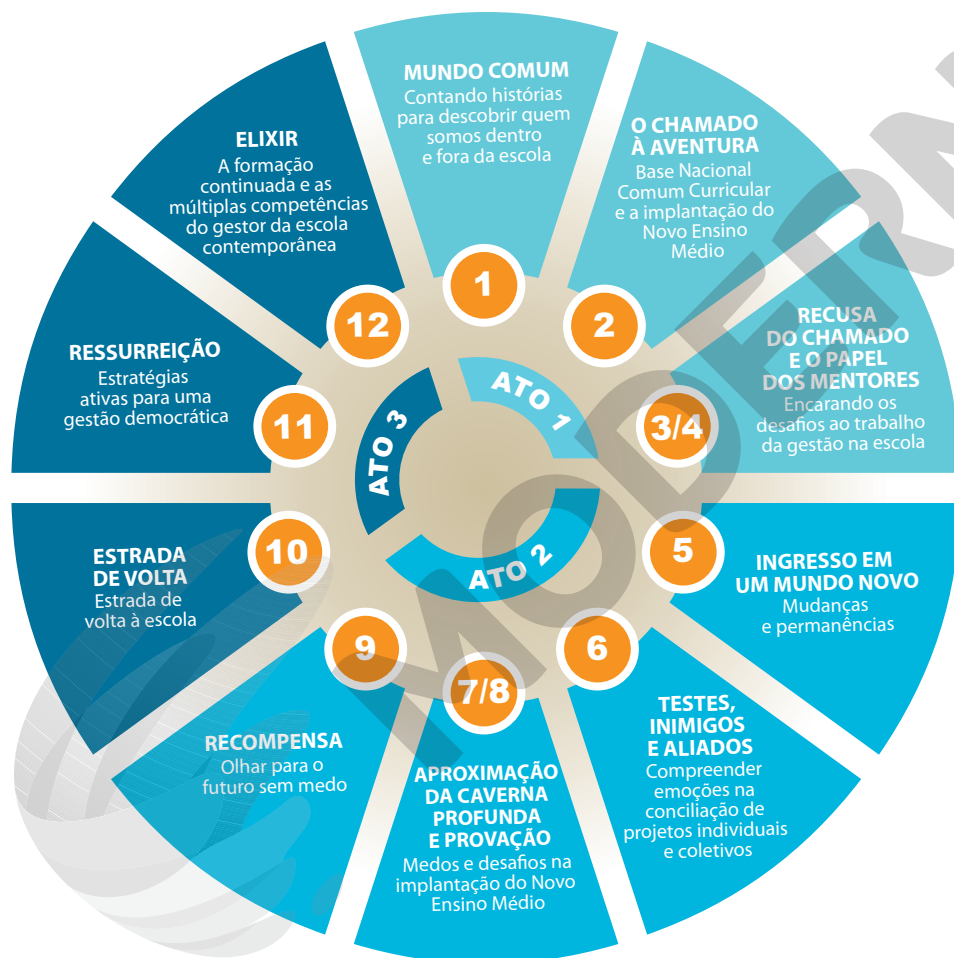 MUNDO COMUM
Contando histórias
para descobrir quem
somos dentro
e fora da escola
1
O CHAMADO
À AVENTURA
Base Nacional
Comum Curricular
e a implantação do
Novo Ensino
Médio
2
RECUSA
DO CHAMADO
E O PAPEL
DOS MENTORES
Encarando os
desafios ao trabalho
da gestão na escola
3/4
INGRESSO EM
UM MUNDO NOVO
Mudanças
e permanências
5
TESTES,
INIMIGOS
E ALIADOS
Compreender
emoções na
conciliação de
projetos individuais
e coletivos
6
APROXIMAÇÃO
DA CAVERNA
PROFUNDA
E PROVAÇÃO
Medos e desafios na
implantação do Novo
Ensino Médio
7/8
RECOMPENSA
Olhar para o
futuro sem medo
9
ESTRADA
DE VOLTA
Estrada de
volta à escola
10
RESSURREIÇÃO
Estratégias
ativas para uma
gestão democrática
11
ELIXIR
A formação
continuada e as
múltiplas competências
do gestor da escola
contemporânea
12
ATO 1
ATO 2
ATO 3